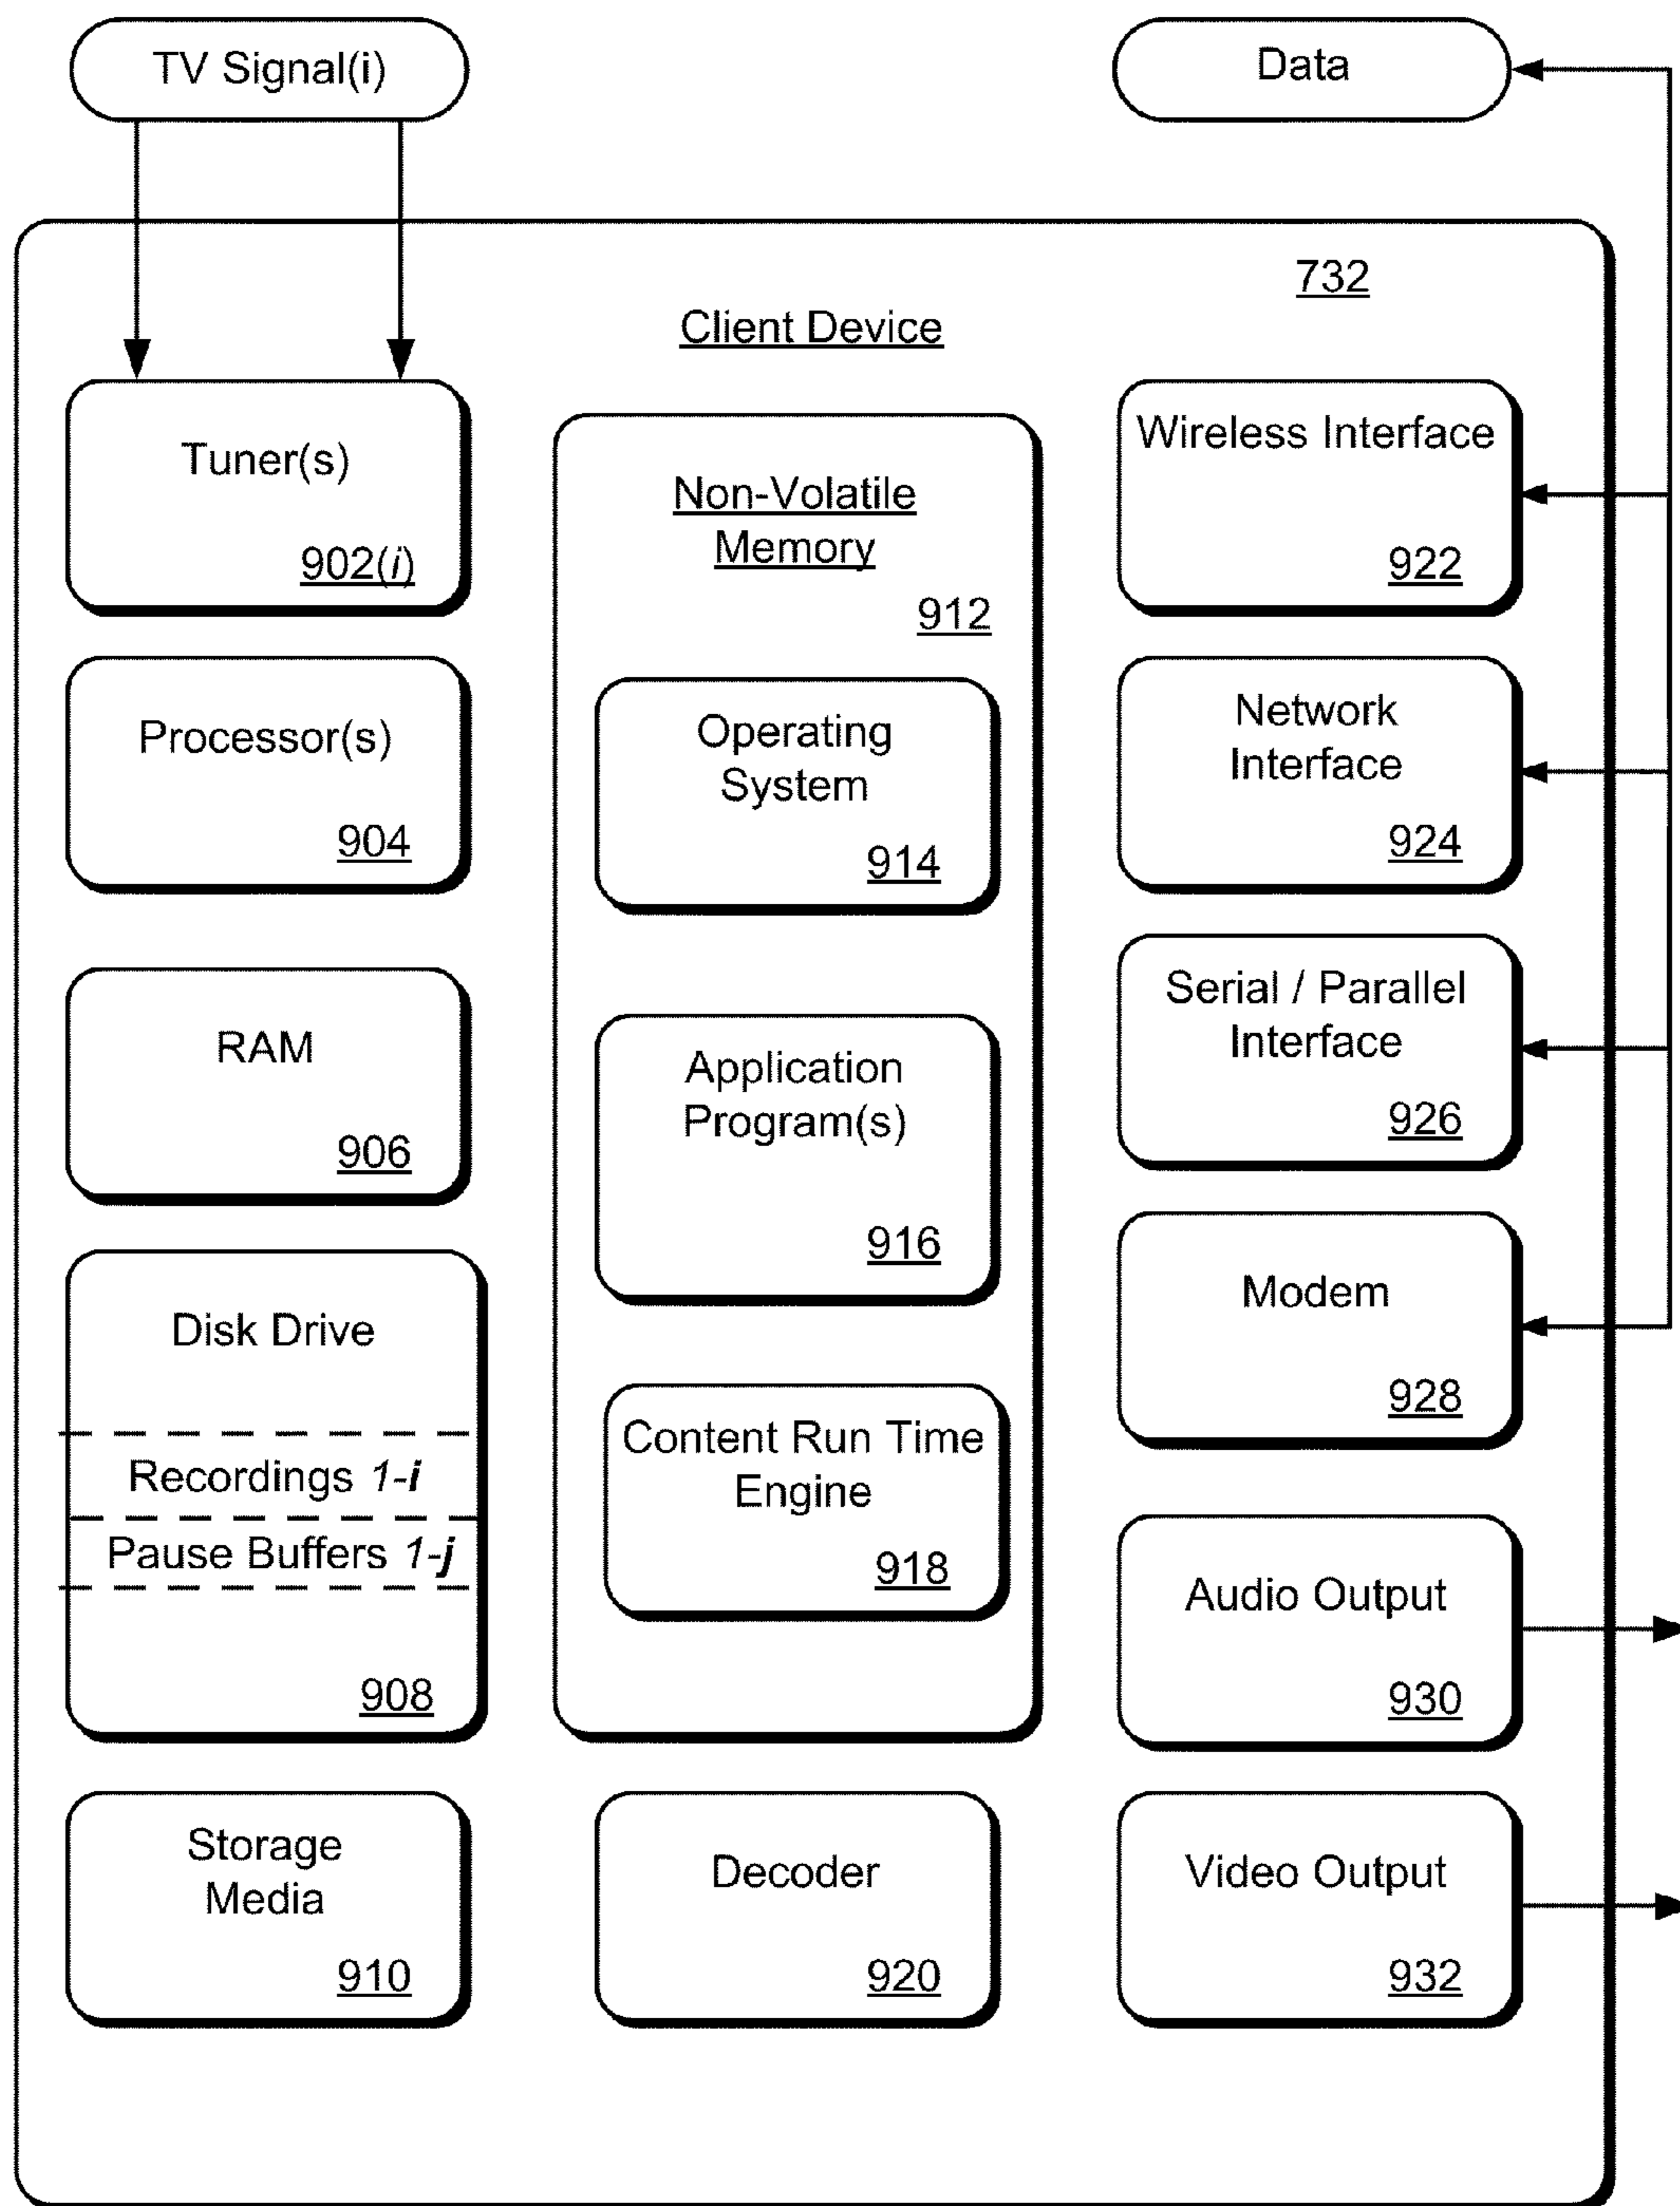 TV Signal(i)
Data
732
Client Device
Tuner(s)
902(i)
Processor(s)
904
RAM
906
Disk Drive
Recordings 1-i
Pause Buffers 1-j
908
Storage
Media
910
Non-Volatile
Memory
912
Operating
System
914
Application
Program(s)
916
Content Run Time
Engine
918
Decoder
920
Wireless Interface
922
Network
Interface
924
Serial / Parallel
Interface
926
Modem
928
Audio Output
930
Video Output
932